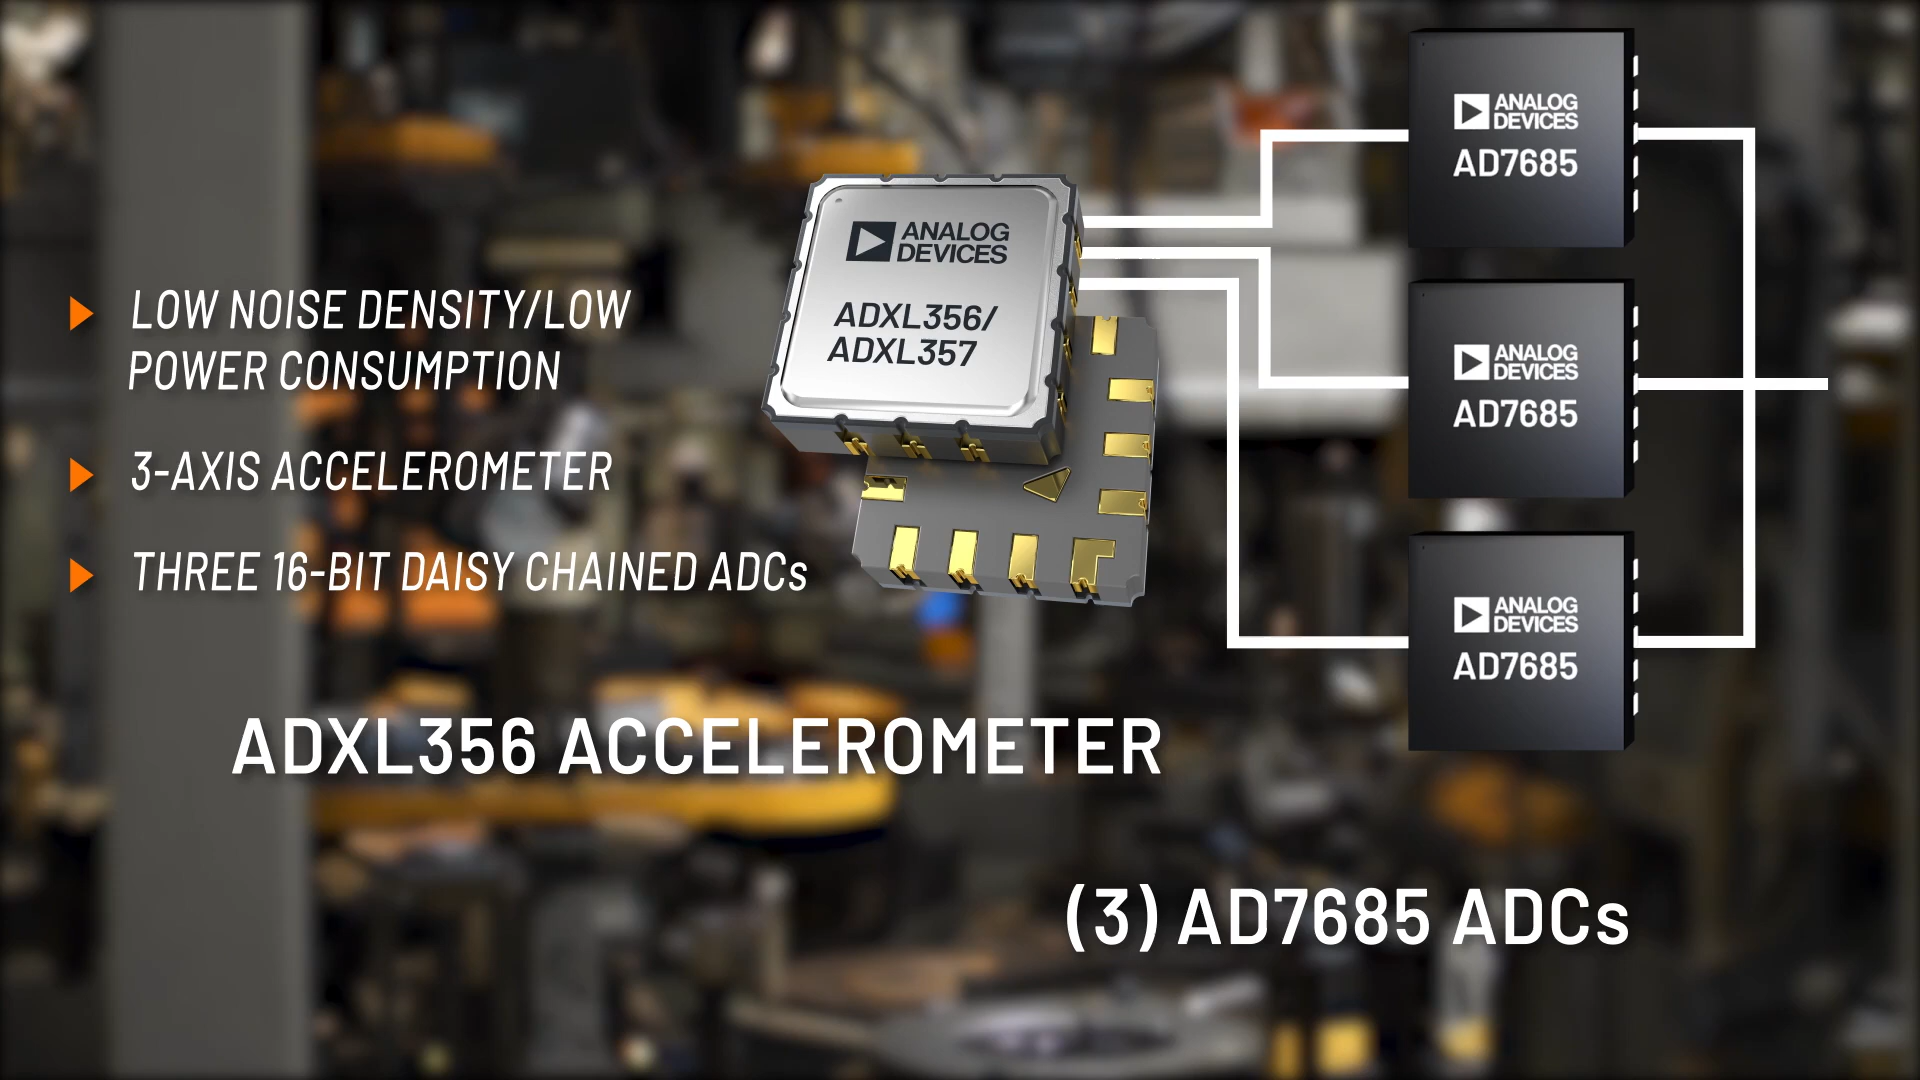 LOW NOISE DENSITY/LOW
POWER CONSUMPTION
3-AXIS ACCELEROMETER
THREE 16-BIT DAISY CHAINED ADCs
ANALOG
DEVICES
ADXL356/
ADXL357
ANALOG
DEVICES
AD7685
ANALOG
DEVICES
AD7685
ANALOG
DEVICES
AD7685
ADXL356 ACCELEROMETER
(3) AD7685 ADCs